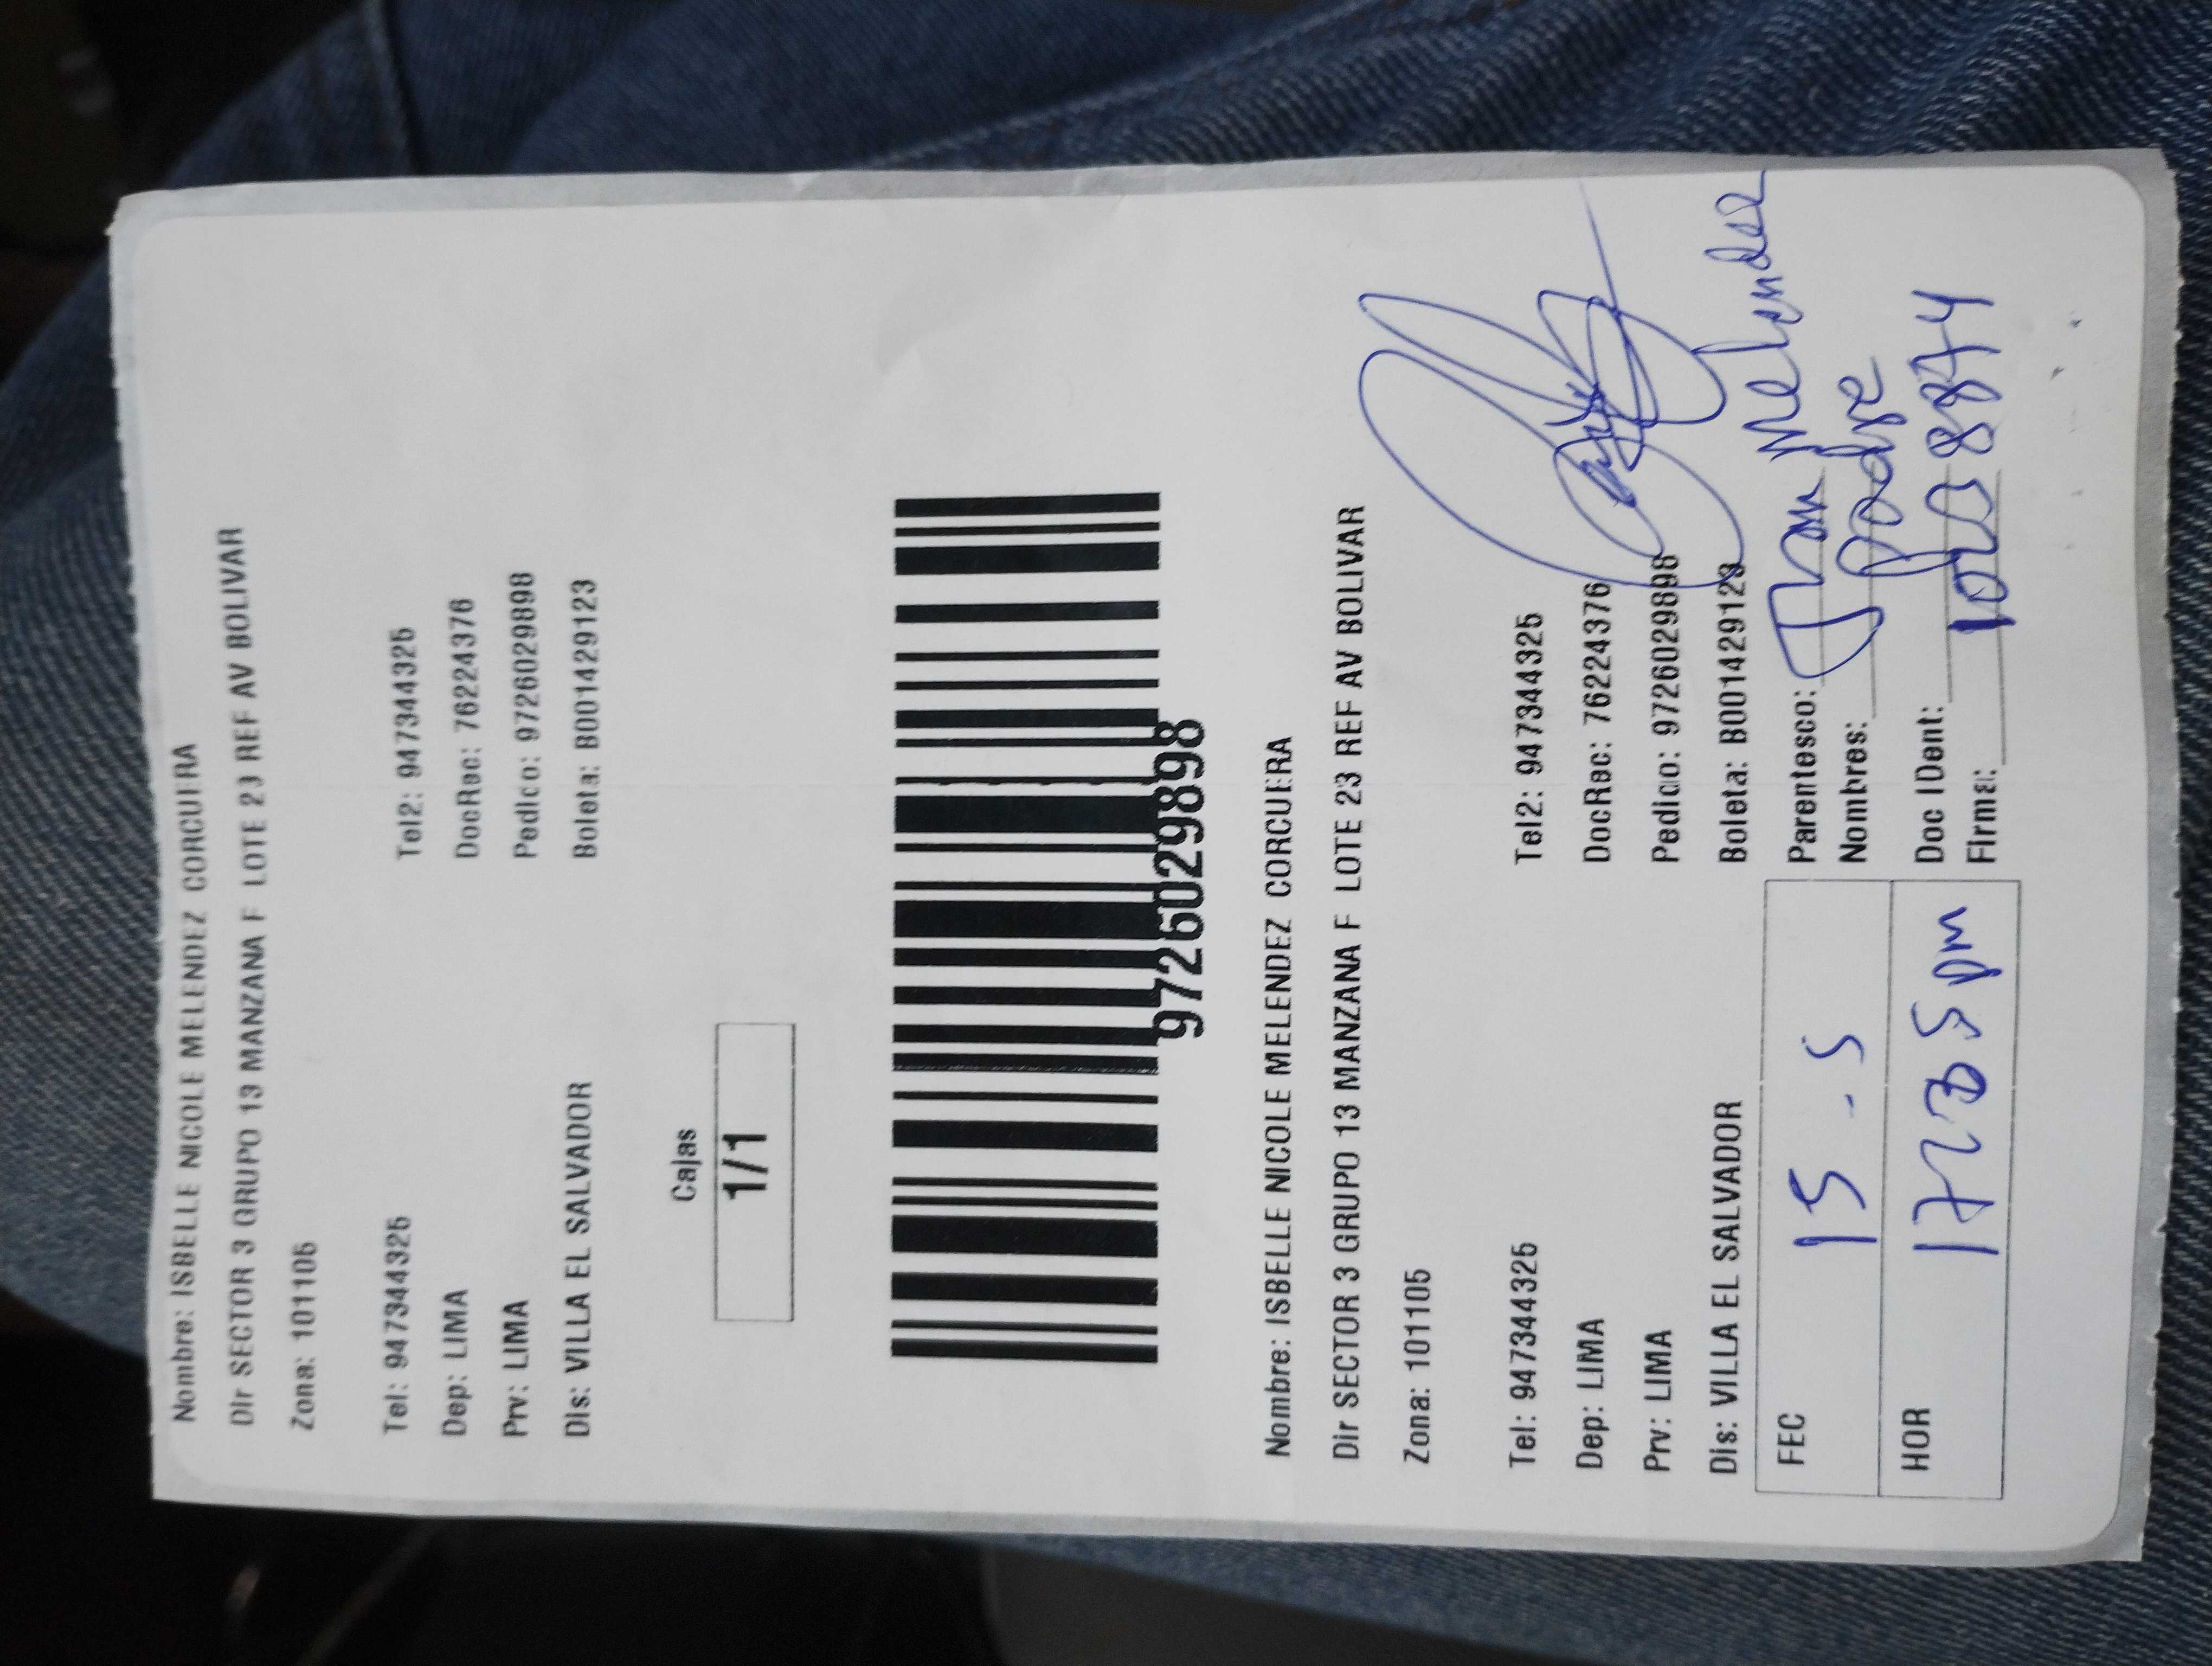 Nombre: ISBELLE NICOLE MELENDEZ CORCUERA
Dir SECTOR 3 GRUPO 13 MANZANA F LOTE 23 REF AV BOLIVAR
Zona: 101105
Tel: 947344325 Tel2: 947344325
Dep: LIMA DocRec: 76224376
Prv: LIMA Pedido: 972602989898
Dis: VILLA EL SALVADOR Boleta: B001429123
Cajas
1/1
9726029898
Nombre: ISBELLE NICOLE MELENDEZ CORCUERA
Dir SECTOR 3 GRUPO 13 MANZANA F LOTE 23 REF AV BOLIVAR
Zona: 101105
Tel: 947344325 Tel2: 947344325
Dep: LIMA DocRec: 76224376
Prv: LIMA Pedido: 9726029898
Dis: VILLA EL SALVADOR Boleta: B001429123
FEC 15 - 5 Parentesco: Melendez
Nombres: padre
HOR pm Doc IDent:
Firma: